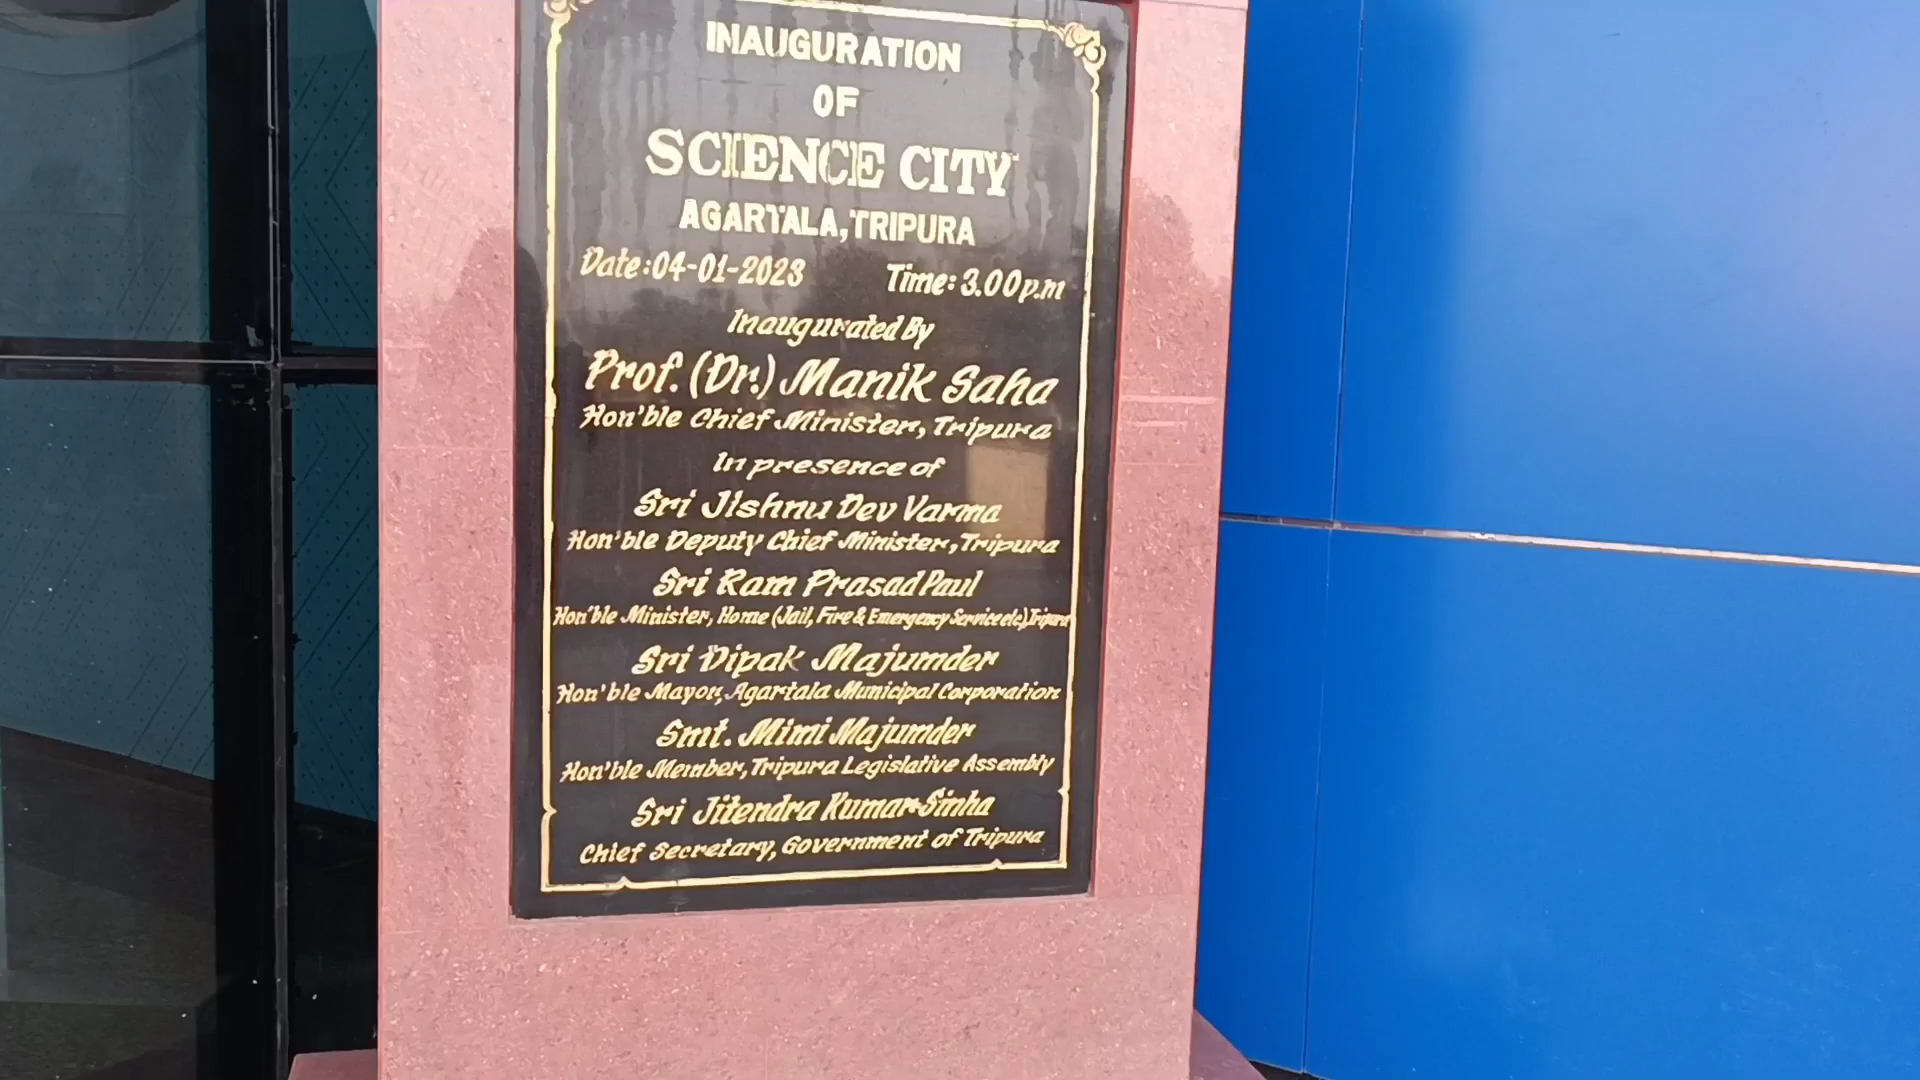 INAUGURATION
OF
SCIENCE CITY
AGARTALA, TRIPURA
Date: 04-01-2023 Time: 3.00 p.m
Inaugurated By
Prof. (Dr.) Manik Saha
Hon'ble Chief Minister, Tripura
In presence of
Sri Jishnu Dev Varma
Hon'ble Deputy Chief Minister, Tripura
Sri Ram Prasad Paul
Hon'ble Minister, Home (Jail, Fire & Emergency Service etc), Tripura
Sri Dipak Majumder
Hon'ble Mayor, Agartala Municipal Corporation
Smt. Mimi Majumder
Hon'ble Member, Tripura Legislative Assembly
Sri Jitendra Kumar Sinha
Chief Secretary, Government of Tripura